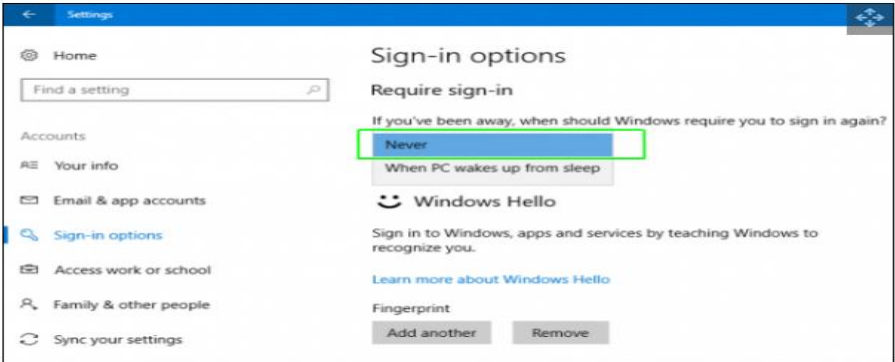 Settings
Home
Find a setting
Accounts
Your info
Email & app accounts
Sign-in options
Access work or school
Family & other people
Sync your settings
Sign-in options
Require sign-in
If you've been away, when should Windows require you to sign in again?
Never
When PC wakes up from sleep
Windows Hello
Sign in to Windows, apps and services by teaching Windows to
recognize you.
Learn more about Windows Hello
Fingerprint
Add another Remove